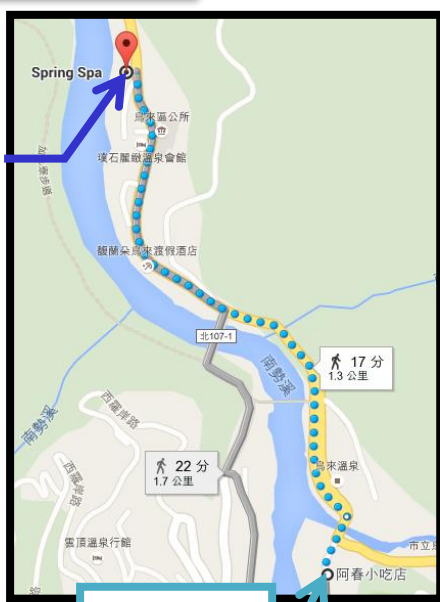 Spring Spa
烏來區公所
璞石麗緻溫泉會館
馥蘭朵烏來渡假酒店
北107-1
南勢溪
17 分
1.3 公里
西羅岸路
南勢溪
22 分
1.7 公里
烏來溫泉
西羅岸路
雲頂溫泉行館
市立
阿春小吃店